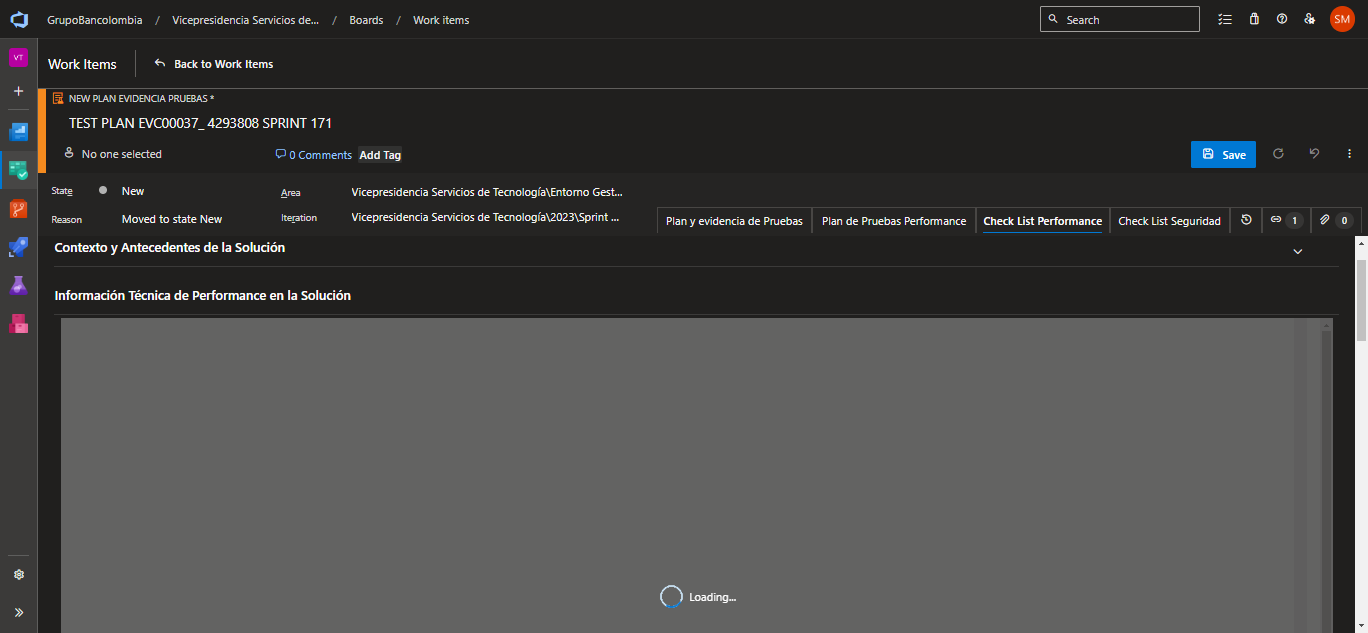 GrupoBancolombia / Vicepresidencia Servicios de... / Boards / Work items
Search
SM
VT
Work Items
Back to Work Items
NEW PLAN EVIDENCIA PRUEBAS *
TEST PLAN EVC00037_ 4293808 SPRINT 171
No one selected
0 Comments
Add Tag
Save
State
New
Area
Vicepresidencia Servicios de Tecnología\Entorno Gest...
Reason
Moved to state New
Iteration
Vicepresidencia Servicios de Tecnología\2023\Sprint ...
Plan y evidencia de Pruebas
Plan de Pruebas Performance
Check List Performance
Check List Seguridad
1
0
Contexto y Antecedentes de la Solución
Información Técnica de Performance en la Solución
Loading...